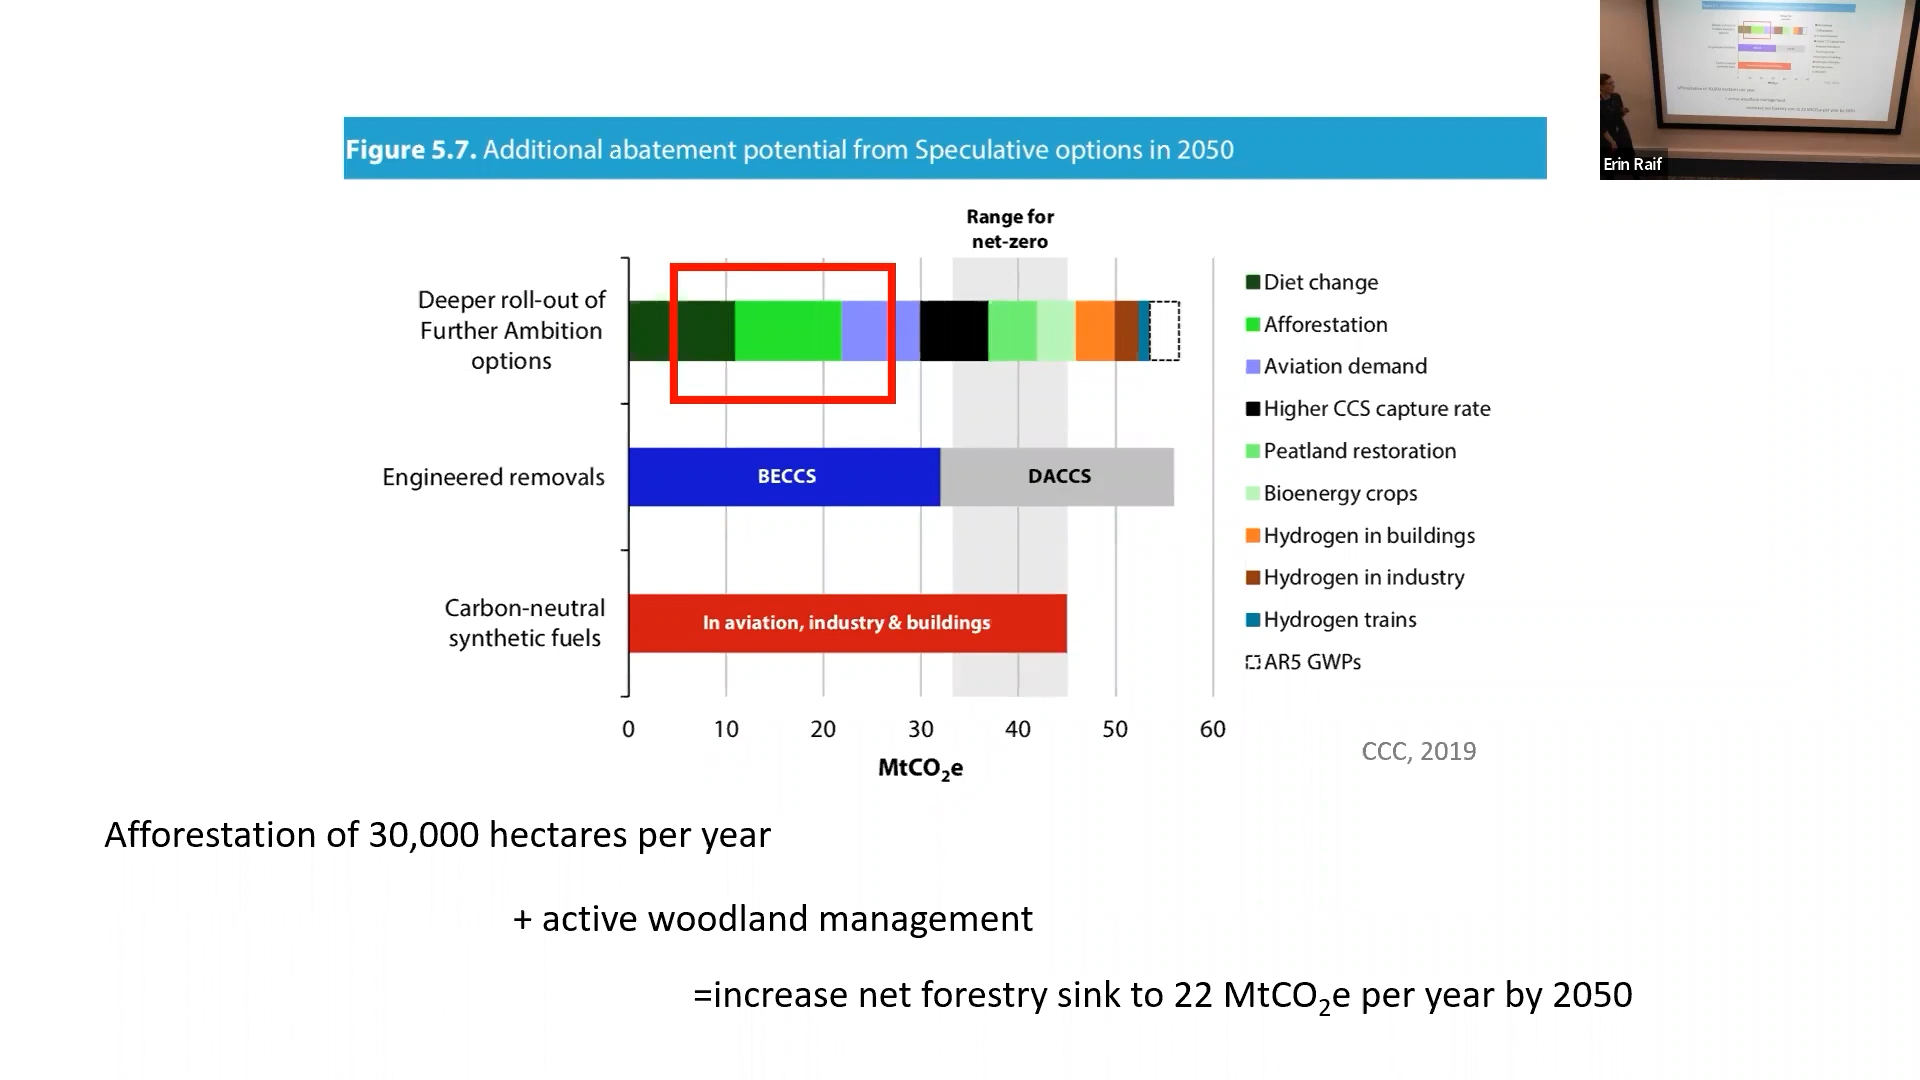 Figure 5.7. Additional abatement potential from Speculative options in 2050
Erin Raif
Range for
net-zero
Deeper roll-out of
Further Ambition
options
Engineered removals
BECCS
DACCS
Carbon-neutral
synthetic fuels
In aviation, industry & buildings
0 10 20 30 40 50 60
MtCO₂e
Diet change
Afforestation
Aviation demand
Higher CCS capture rate
Peatland restoration
Bioenergy crops
Hydrogen in buildings
Hydrogen in industry
Hydrogen trains
AR5 GWPs
CCC, 2019
Afforestation of 30,000 hectares per year
+ active woodland management
=increase net forestry sink to 22 MtCO₂e per year by 2050